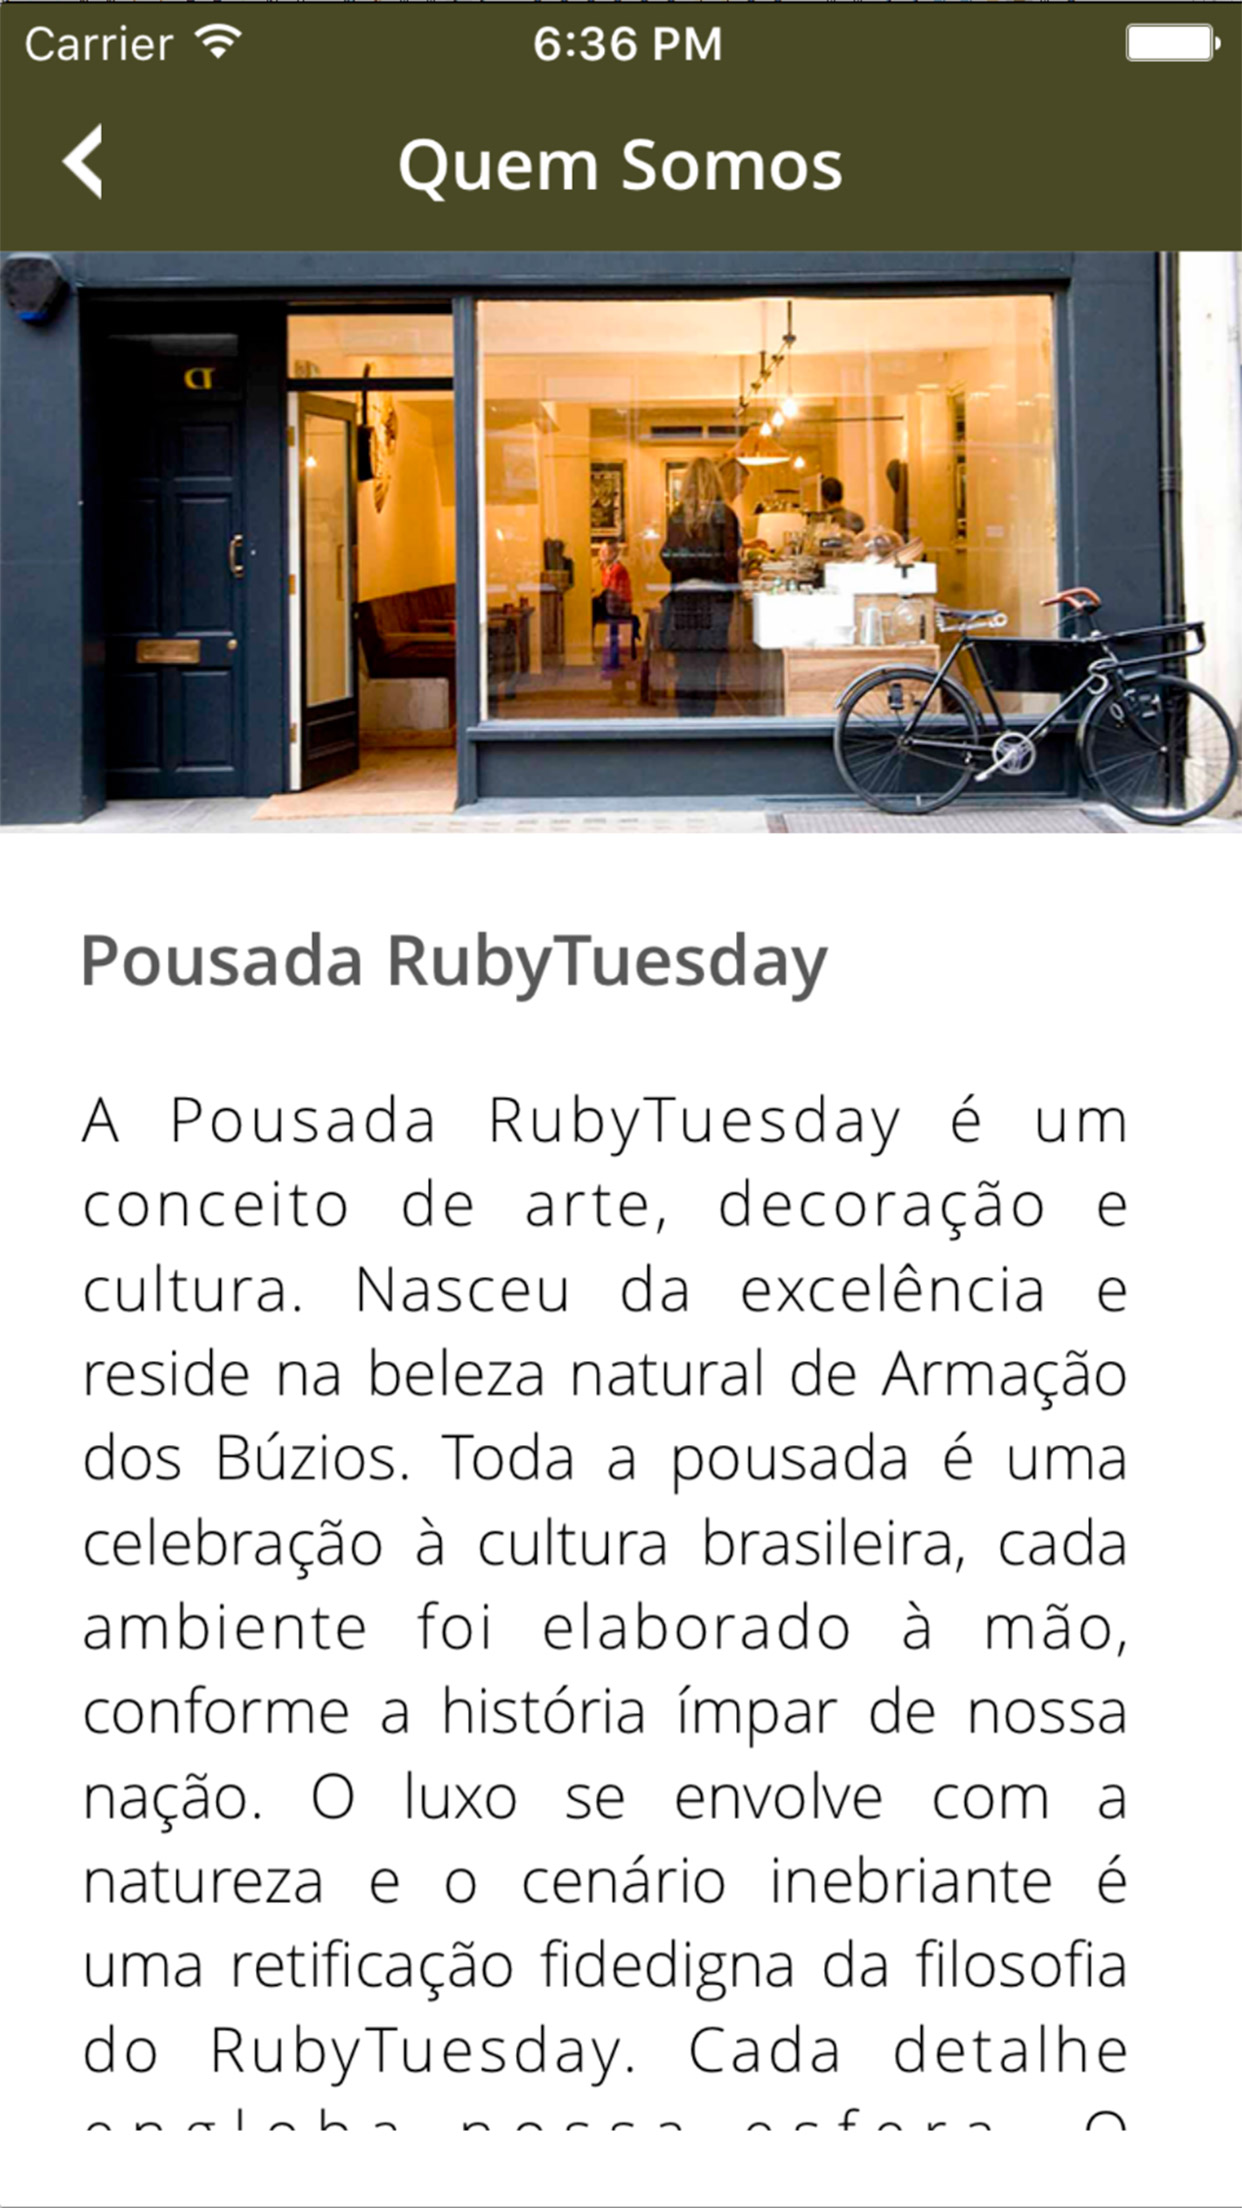 Carrier 6:36 PM
Quem Somos
Pousada RubyTuesday
A Pousada RubyTuesday é um
conceito de arte, decoração e
cultura. Nasceu da excelência e
reside na beleza natural de Armação
dos Búzios. Toda a pousada é uma
celebração à cultura brasileira, cada
ambiente foi elaborado à mão,
conforme a história ímpar de nossa
nação. O luxo se envolve com a
natureza e o cenário inebriante é
uma retificação fidedigna da filosofia
do RubyTuesday. Cada detalhe